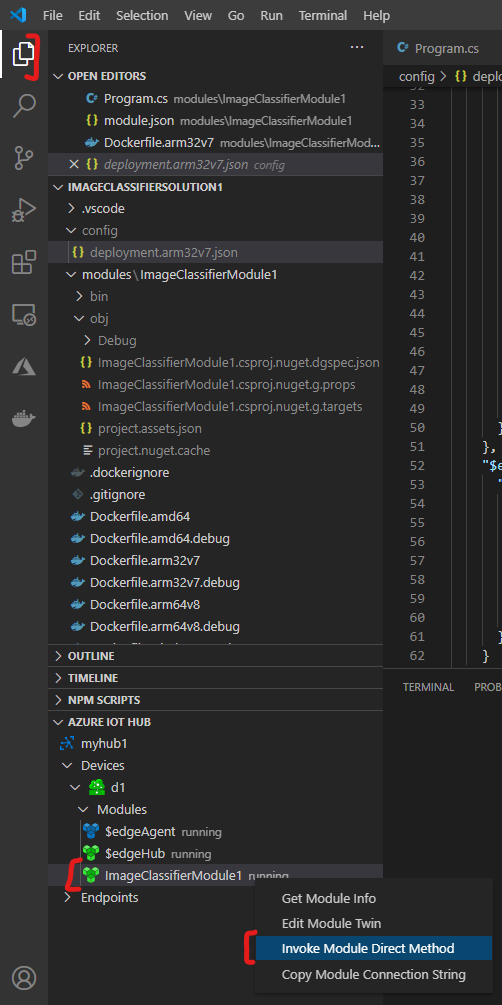 File Edit Selection View Go Run Terminal Help
EXPLORER ...
OPEN EDITORS
Program.cs modules\ImageClassifierModule1
module.json modules\ImageClassifierModule1
Dockerfile.arm32v7 modules\ImageClassifierMod...
deployment.arm32v7.json config
IMAGECLASSIFIERSOLUTION1
.vscode
config
deployment.arm32v7.json
modules\ImageClassifierModule1
bin
obj
Debug
ImageClassifierModule1.csproj.nuget.dgspec.json
ImageClassifierModule1.csproj.nuget.g.props
ImageClassifierModule1.csproj.nuget.g.targets
project.assets.json
project.nuget.cache
.dockerignore
.gitignore
Dockerfile.amd64
Dockerfile.amd64.debug
Dockerfile.arm32v7
Dockerfile.arm32v7.debug
Dockerfile.arm64v8
Dockerfile.arm64v8.debug
OUTLINE
TIMELINE
NPM SCRIPTS
AZURE IOT HUB
myhub1
Devices
d1
Modules
$edgeAgent running
$edgeHub running
ImageClassifierModule1 running
Endpoints
Get Module Info
Edit Module Twin
Invoke Module Direct Method
Copy Module Connection String
Program.cs
config > {} deplo
33
34
35
36
37
38
39
40
41
42
43
44
45
46
47
48
49
50 }
51 },
52 "$e
53 "
54
55
56
57
58
59
60
61 }
62 }
TERMINAL PROB